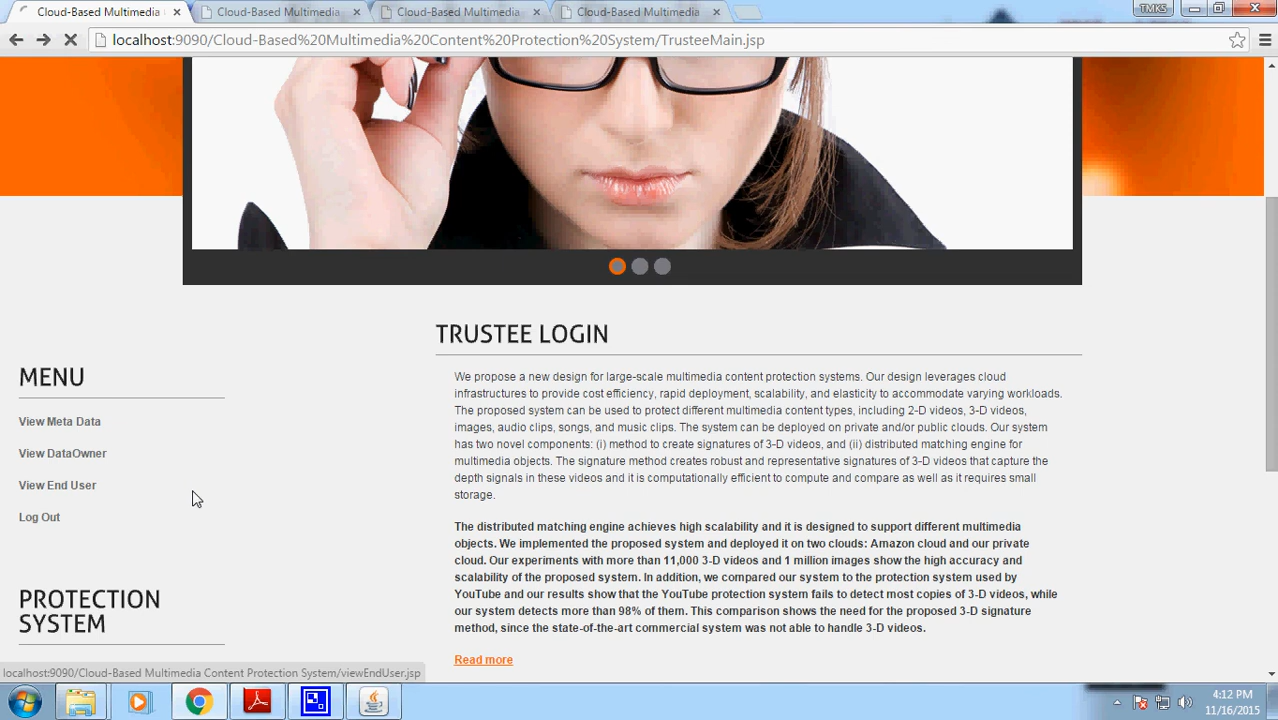 Cloud-Based Multimedia
Cloud-Based Multimedia
Cloud-Based Multimedia
Cloud-Based Multimedia
TMKS
localhost:9090/Cloud-Based%20Multimedia%20Content%20Protection%20System/TrusteeMain.jsp
TRUSTEE LOGIN
We propose a new design for large-scale multimedia content protection systems. Our design leverages cloud
infrastructures to provide cost efficiency, rapid deployment, scalability, and elasticity to accommodate varying workloads.
The proposed system can be used to protect different multimedia content types, including 2-D videos, 3-D videos,
images, audio clips, songs, and music clips. The system can be deployed on private and/or public clouds. Our system
has two novel components: (i) method to create signatures of 3-D videos, and (ii) distributed matching engine for
multimedia objects. The signature method creates robust and representative signatures of 3-D videos that capture the
depth signals in these videos and it is computationally efficient to compute and compare as well as it requires small
storage.
The distributed matching engine achieves high scalability and it is designed to support different multimedia
objects. We implemented the proposed system and deployed it on two clouds: Amazon cloud and our private
cloud. Our experiments with more than 11,000 3-D videos and 1 million images show the high accuracy and
scalability of the proposed system. In addition, we compared our system to the protection system used by
YouTube and our results show that the YouTube protection system fails to detect most copies of 3-D videos, while
our system detects more than 98% of them. This comparison shows the need for the proposed 3-D signature
method, since the state-of-the-art commercial system was not able to handle 3-D videos.
Read more
MENU
View Meta Data
View DataOwner
View End User
Log Out
PROTECTION
SYSTEM
localhost:9090/Cloud-Based Multimedia Content Protection System/viewEndUser.jsp
4:12 PM
11/16/2015